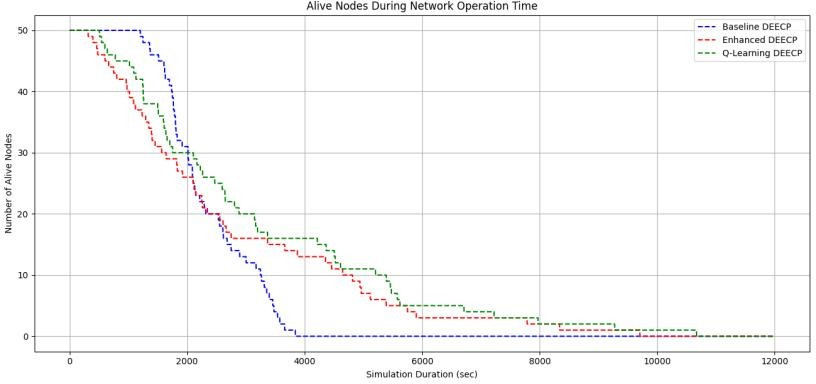 Alive Nodes During Network Operation Time
Baseline DEECP
Enhanced DEECP
Q-Learning DEECP
Number of Alive Nodes
50
40
30
20
10
0
0 2000 4000 6000 8000 10000 12000
Simulation Duration (sec)